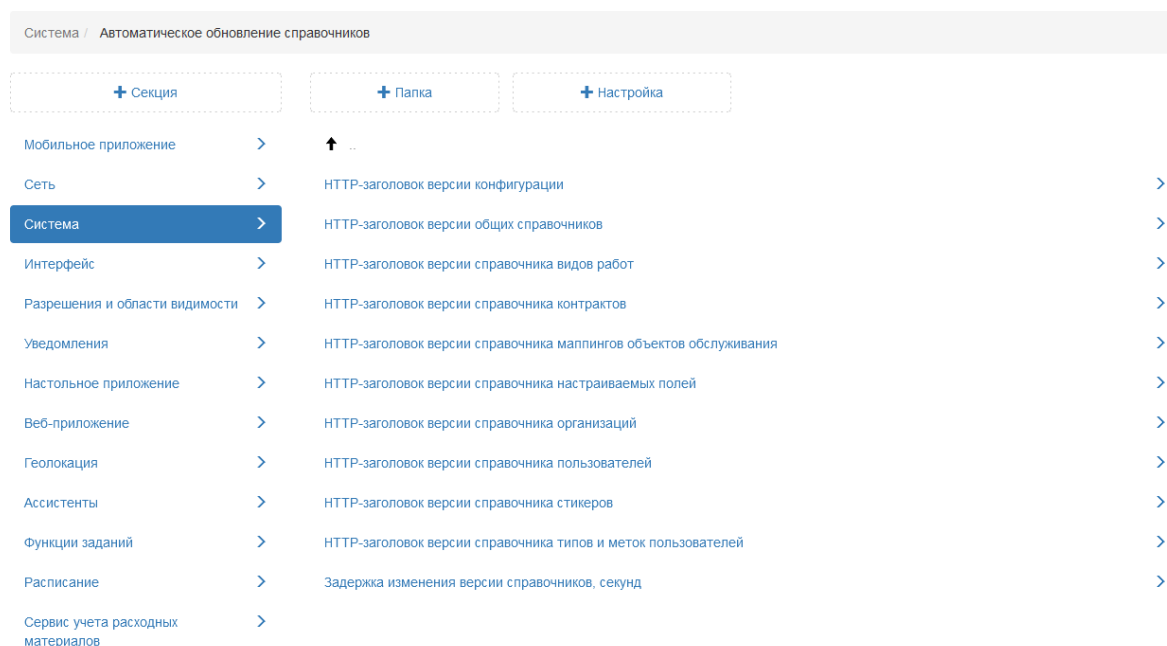 Система / Автоматическое обновление справочников
Секция
Папка
Настройка
Мобильное приложение
Сеть
Система
Интерфейс
Разрешения и области видимости
Уведомления
Настольное приложение
Веб-приложение
Геолокация
Ассистенты
Функции заданий
Расписание
Сервис учета расходных
материалов
..
HTTP-заголовок версии конфигурации
HTTP-заголовок версии общих справочников
HTTP-заголовок версии справочника видов работ
HTTP-заголовок версии справочника контрактов
HTTP-заголовок версии справочника маппингов объектов обслуживания
HTTP-заголовок версии справочника настраиваемых полей
HTTP-заголовок версии справочника организаций
HTTP-заголовок версии справочника пользователей
HTTP-заголовок версии справочника стикеров
HTTP-заголовок версии справочника типов и меток пользователей
Задержка изменения версии справочников, секунд